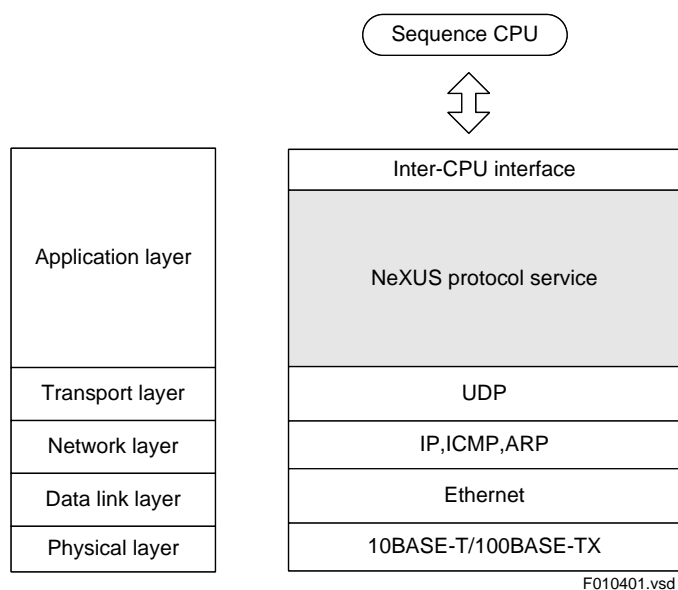 Sequence CPU
Inter-CPU interface
Application layer
NeXUS protocol service
Transport layer
UDP
Network layer
IP,ICMP,ARP
Data link layer
Ethernet
Physical layer
10BASE-T/100BASE-TX
F010401.vsd